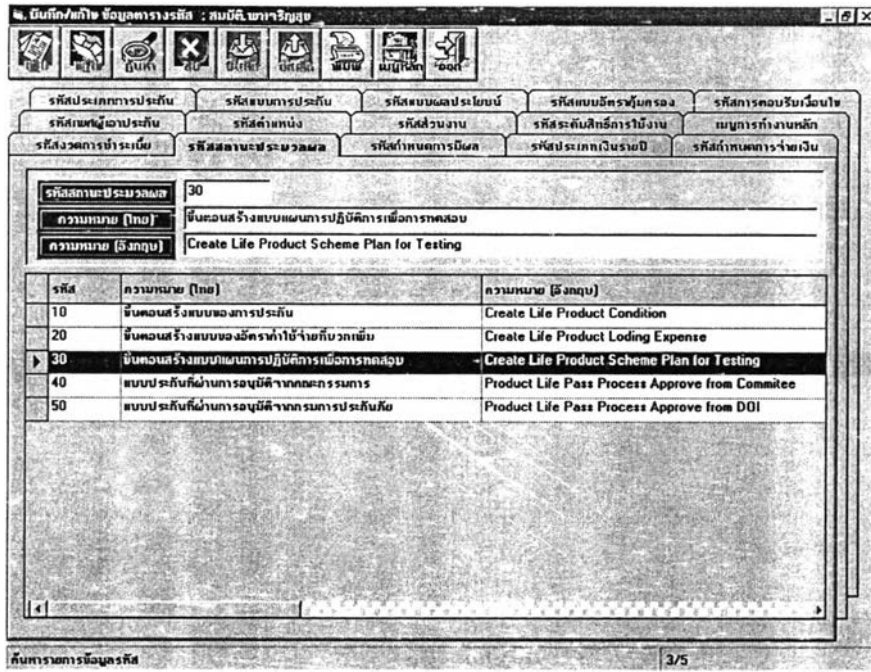 บันทึก/แก้ไข ข้อมูลตารางรหัส : สมบัติ พาเจริญสุข
ค้นหา พิมพ์ เมนูหลัก ออก
รหัสประเภทการประกัน รหัสแบบการประกัน รหัสแบบผลประโยชน์ รหัสแบบอัตราคุ้มครอง รหัสการตอบรับเงื่อนไข
รหัสเพศผู้เอาประกัน รหัสตำแหน่ง รหัสส่วนงาน รหัสระดับสิทธิ์การใช้งาน เมนูการทำงานหลัก
รหัสงวดการชำระเบี้ย รหัสสถานะประมวลผล รหัสกำหนดการมีผล รหัสประเภทเงินรายปี รหัสกำหนดการจ่ายเงิน
รหัสสถานะประมวลผล 30
ความหมาย (ไทย) ขั้นตอนสร้างแบบแผนการปฏิบัติการเพื่อการทดสอบ
ความหมาย (อังกฤษ) Create Life Product Scheme Plan for Testing
รหัส ความหมาย (ไทย) ความหมาย (อังกฤษ)
10 ขั้นตอนสร้างแบบของการประกัน Create Life Product Condition
20 ขั้นตอนสร้างแบบของอัตราค่าใช้จ่ายที่บวกเพิ่ม Create Life Product Loding Expense
30 ขั้นตอนสร้างแบบแผนการปฏิบัติการเพื่อการทดสอบ Create Life Product Scheme Plan for Testing
40 แบบประกันที่ผ่านการอนุมัติจากคณะกรรมการ Product Life Pass Process Approve from Commitee
50 แบบประกันที่ผ่านการอนุมัติจากกรมการประกันภัย Product Life Pass Process Approve from DOI
ค้นหารายการข้อมูลรหัส 3/5